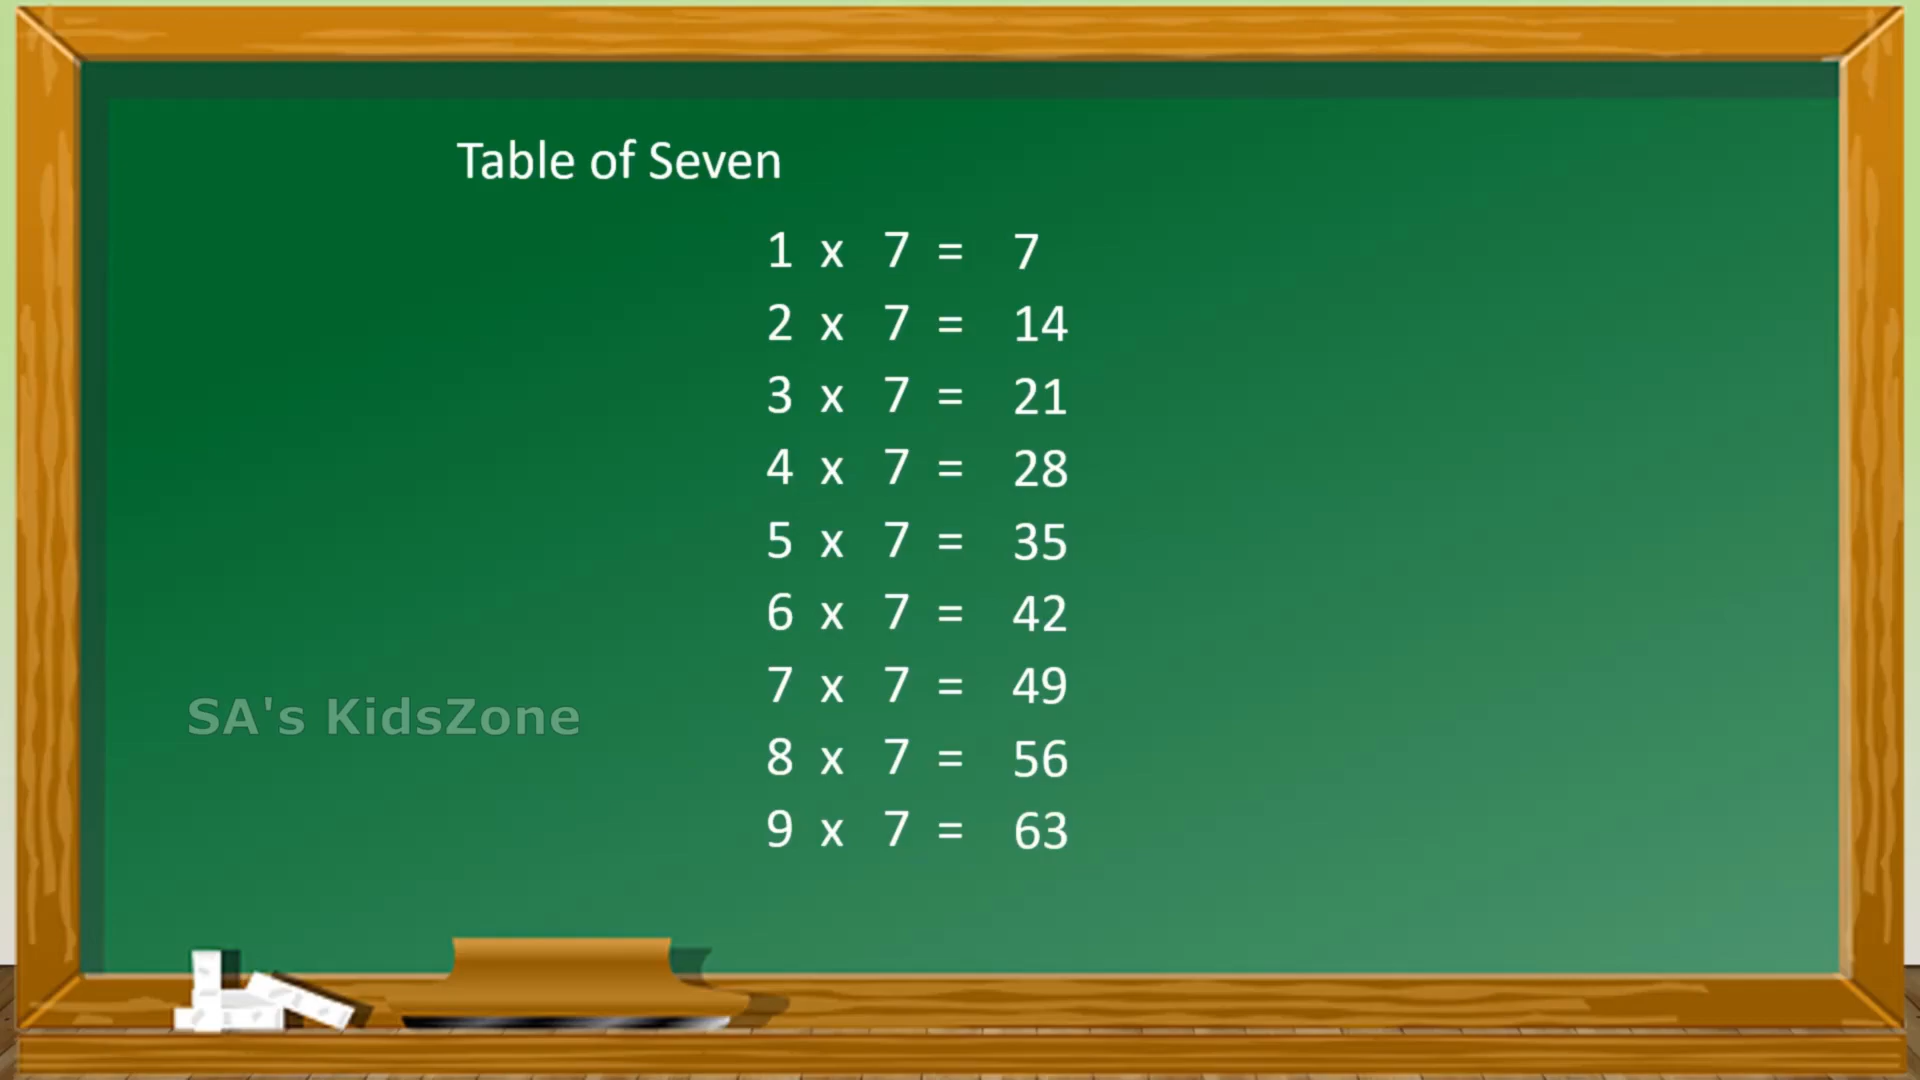 Table of Seven
1 x 7 = 7
2 x 7 = 14
3 x 7 = 21
4 x 7 = 28
5 x 7 = 35
6 x 7 = 42
7 x 7 = 49
8 x 7 = 56
9 x 7 = 63
SA's KidsZone